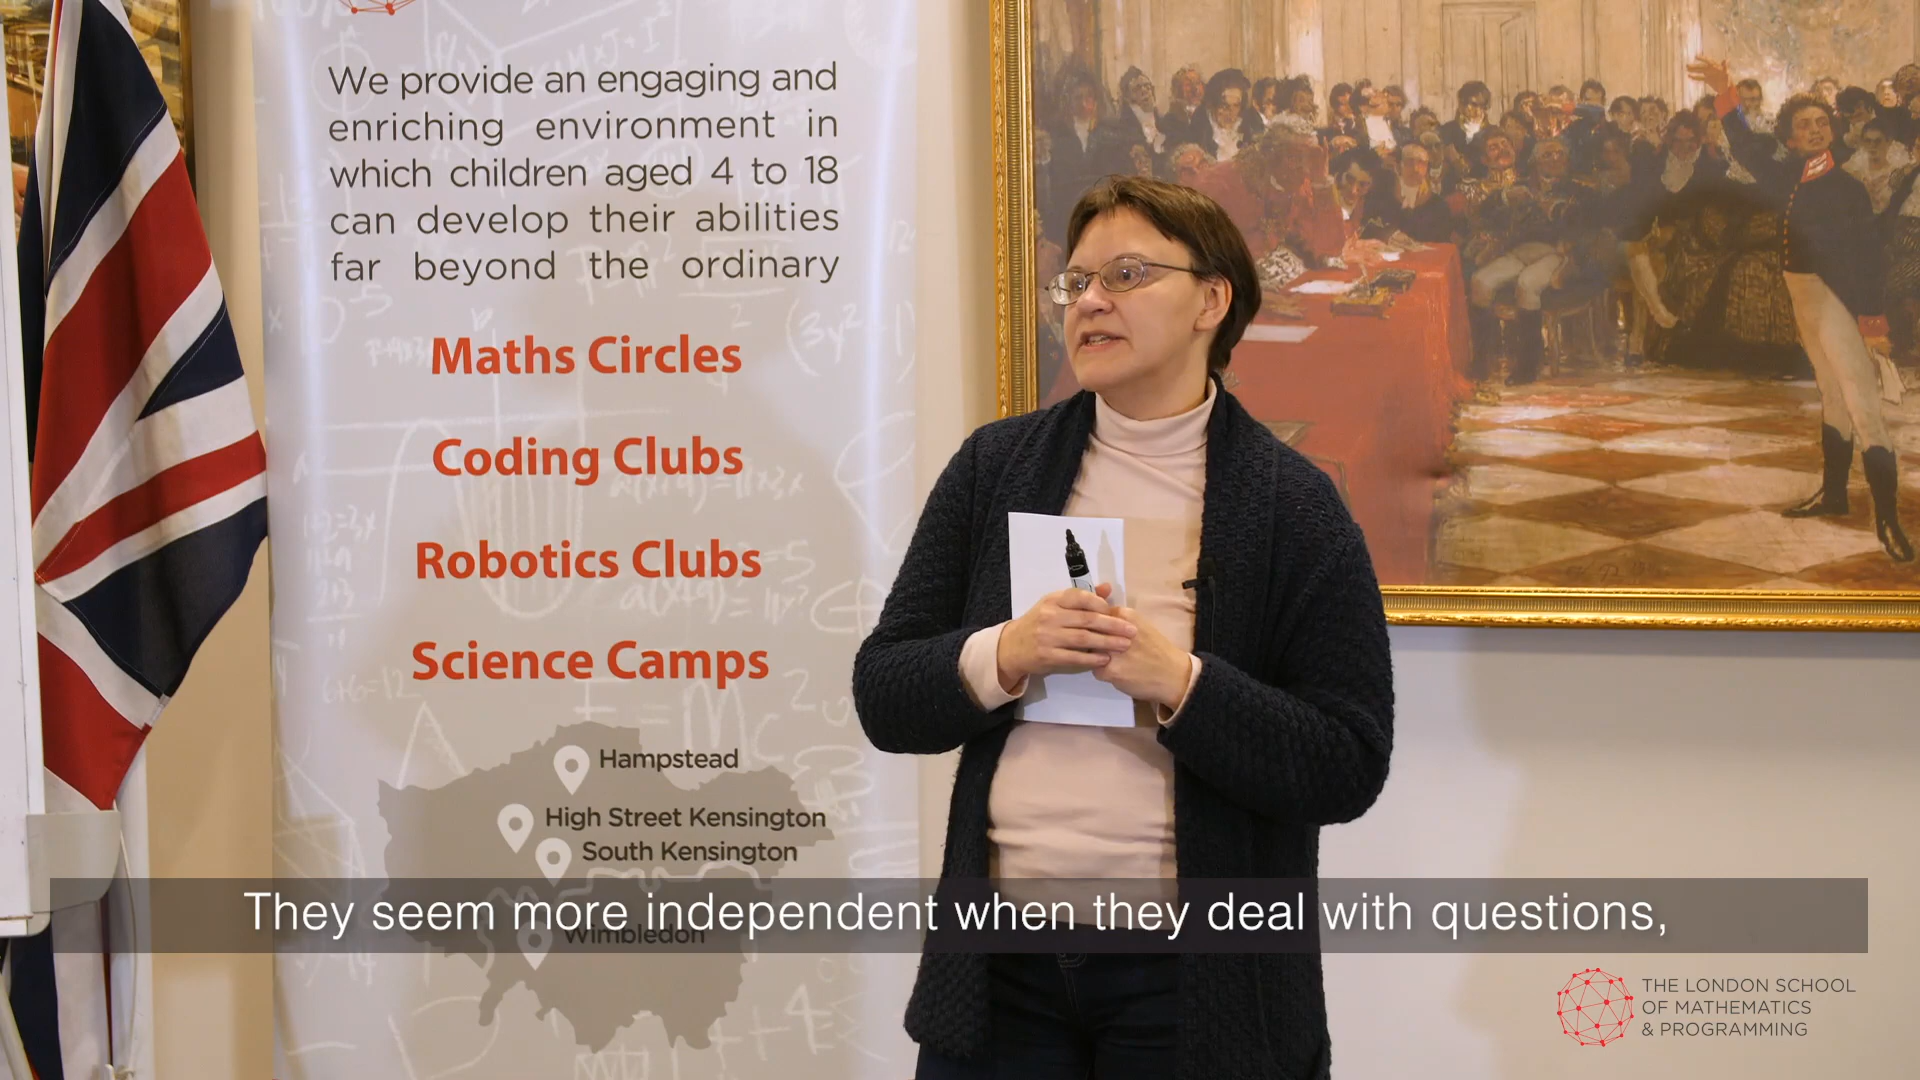 We provide an engaging and
enriching environment in
which children aged 4 to 18
can develop their abilities
far beyond the ordinary
Maths Circles
Coding Clubs
Robotics Clubs
Science Camps
Hampstead
High Street Kensington
South Kensington
Wimbledon
They seem more independent when they deal with questions,
THE LONDON SCHOOL
OF MATHEMATICS
& PROGRAMMING